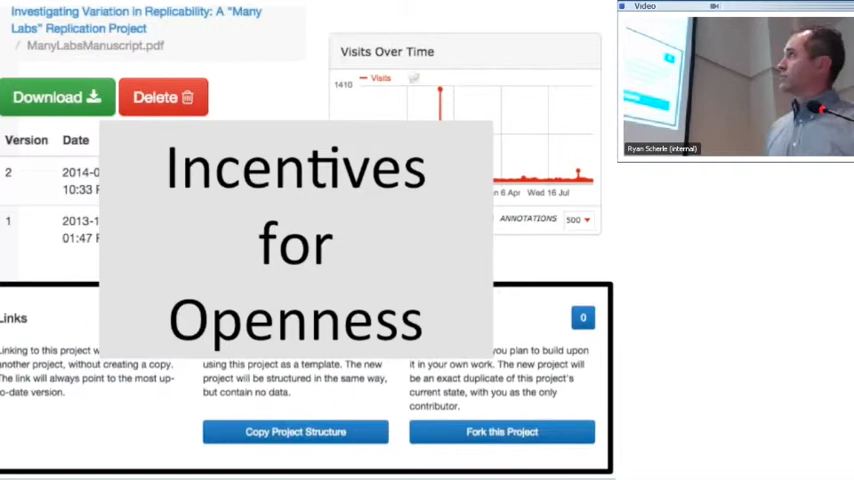 Investigating Variation in Replicability: A “Many
Labs” Replication Project
/ ManyLabsManuscript.pdf
Download
Delete
Version Date
2 2014-0
10:33 P
1 2013-1
01:47 P
Visits Over Time
1410
Visits
n 6 Apr Wed 16 Jul
ANNOTATIONS 500
Incentives
for
Openness
Links
Linking to this project w
another project, without creating a copy.
The link will always point to the most up-
to-date version.
using this project as a template. The new
project will be structured in the same way,
but contain no data.
Copy Project Structure
0
you plan to build upon
it in your own work. The new project will
be an exact duplicate of this project's
current state, with you as the only
contributor.
Fork this Project
Video
Ryan Scherle (internal)